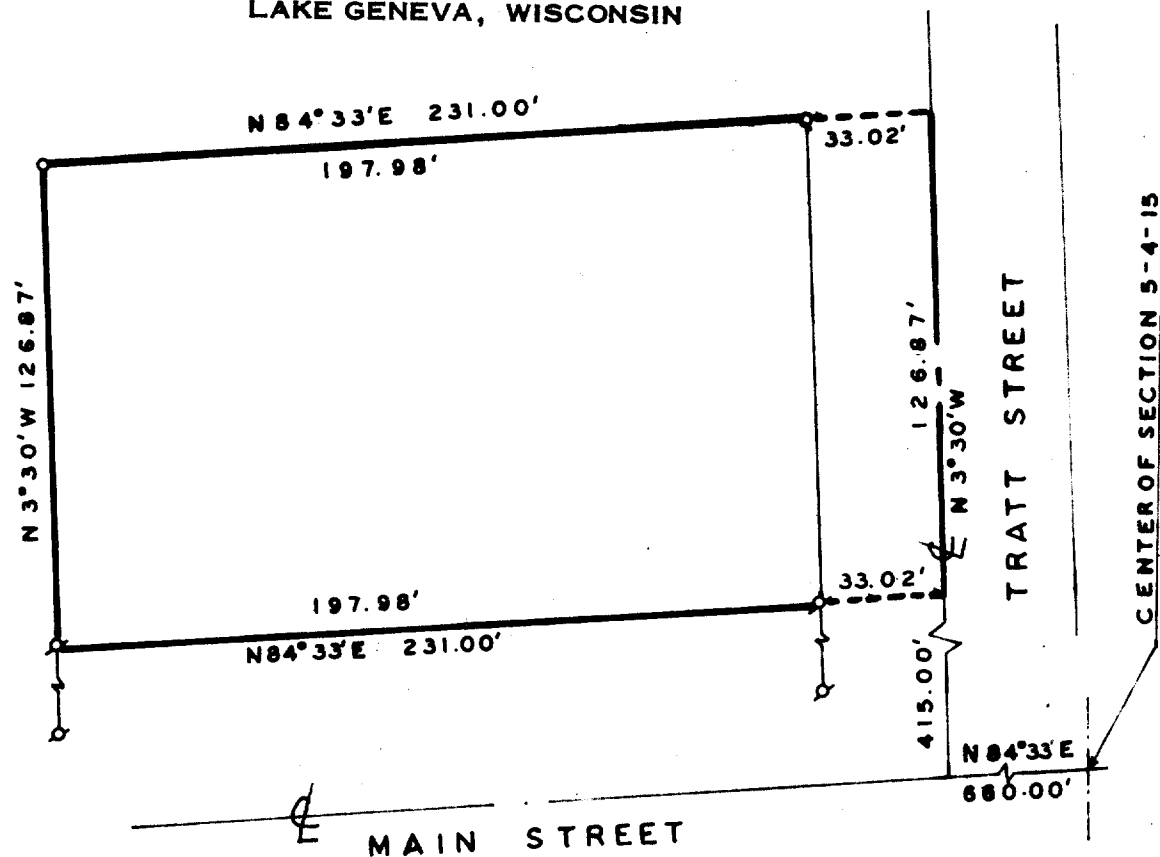 LAKE GENEVA, WISCONSIN
N 84° 33'E 231.00'
197.98'
33.02'
N 3°30'W 126.87'
126.87'
N 3°30'W
℄
TRATT STREET
CENTER OF SECTION 5-4-15
33.02'
197.98'
N84°33'E 231.00'
415.00'
N 84°33'E
660.00'
℄
MAIN STREET